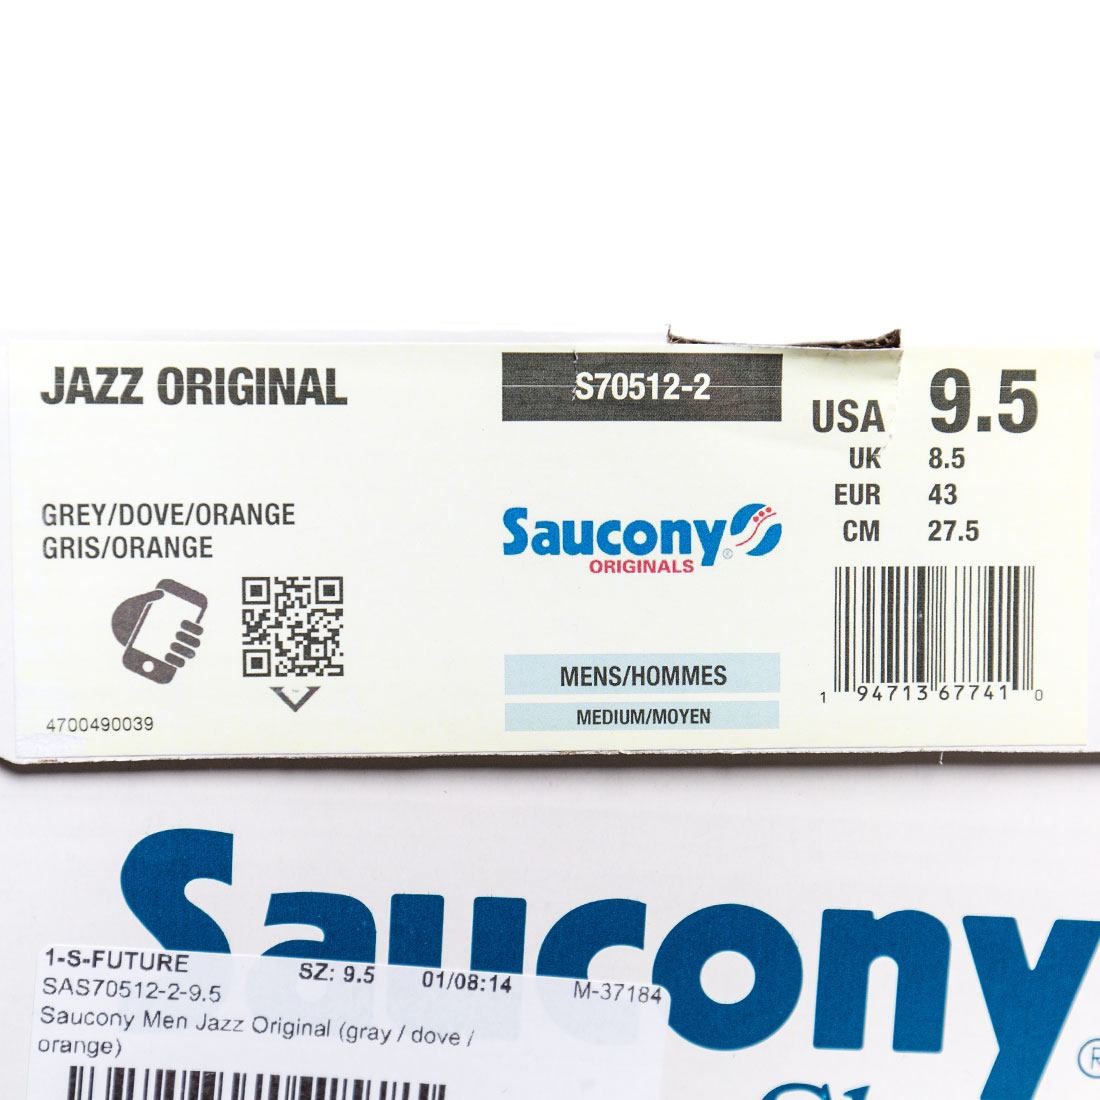 JAZZ ORIGINAL
S70512-2
USA 9.5
UK 8.5
EUR 43
CM 27.5
GREY/DOVE/ORANGE
GRIS/ORANGE
Saucony®
ORIGINALS
MENS/HOMMES
MEDIUM/MOYEN
4700490039
1 94713 67741 0
Saucony®
1-S-FUTURE SZ: 9.5 01/08:14 M-37184
SAS70512-2-9.5
Saucony Men Jazz Original (gray / dove /
orange)